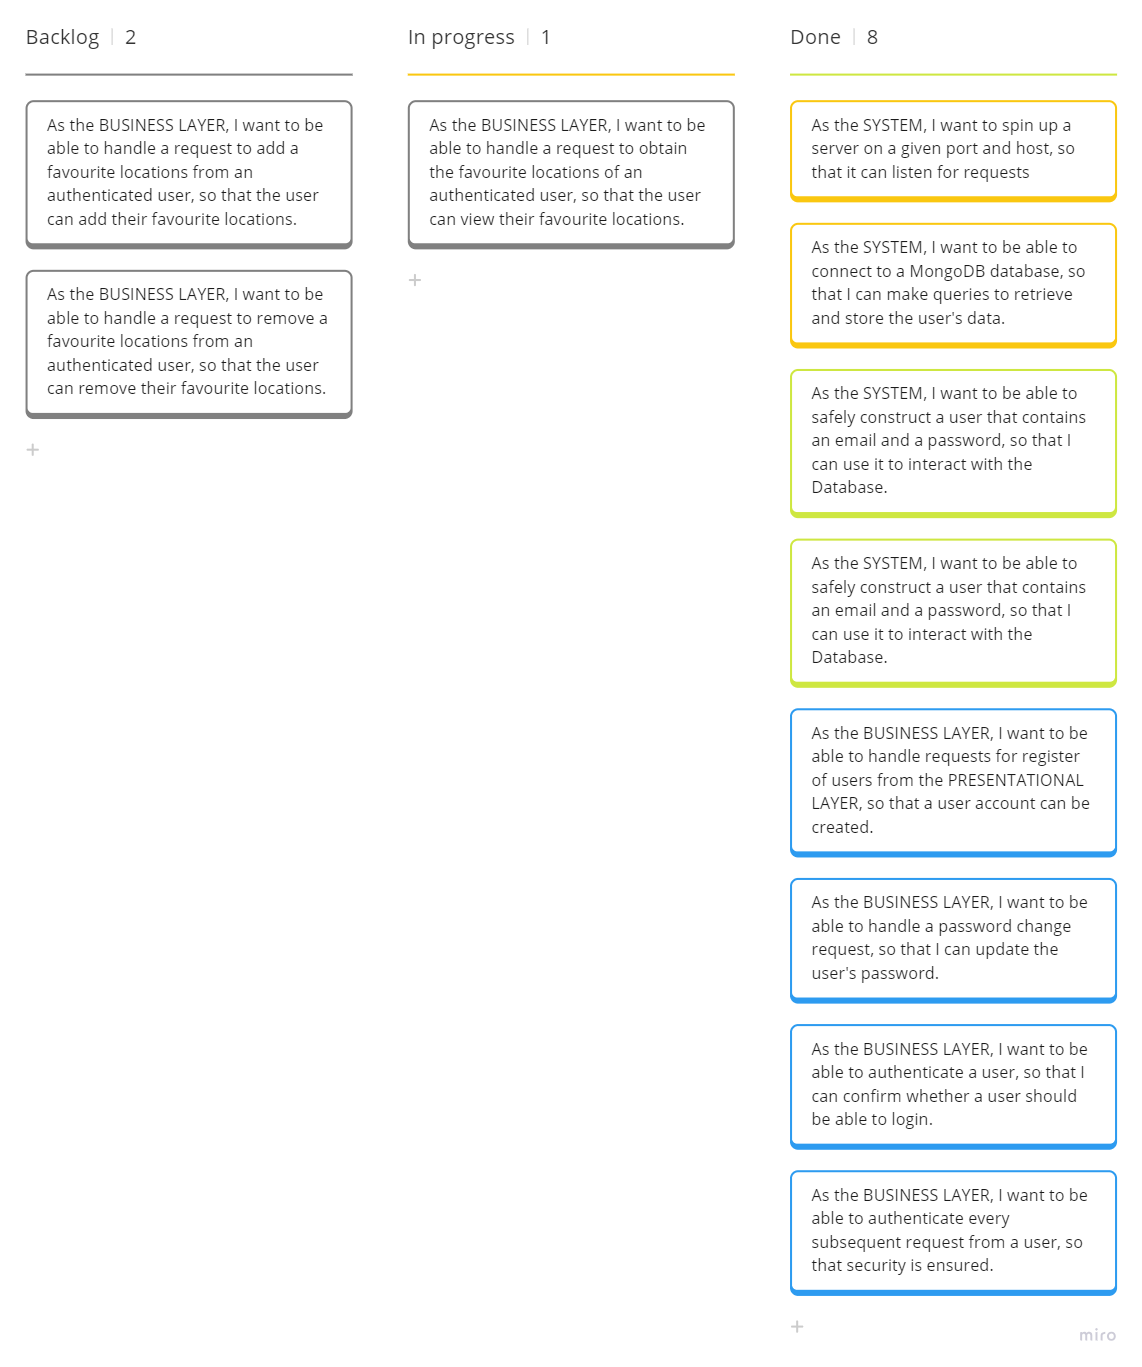 Backlog | 2
As the BUSINESS LAYER, I want to be
able to handle a request to add a
favourite locations from an
authenticated user, so that the user
can add their favourite locations.
As the BUSINESS LAYER, I want to be
able to handle a request to remove a
favourite locations from an
authenticated user, so that the user
can remove their favourite locations.
+
In progress | 1
As the BUSINESS LAYER, I want to be
able to handle a request to obtain
the favourite locations of an
authenticated user, so that the user
can view their favourite locations.
+
Done | 8
As the SYSTEM, I want to spin up a
server on a given port and host, so
that it can listen for requests
As the SYSTEM, I want to be able to
connect to a MongoDB database, so
that I can make queries to retrieve
and store the user's data.
As the SYSTEM, I want to be able to
safely construct a user that contains
an email and a password, so that I
can use it to interact with the
Database.
As the SYSTEM, I want to be able to
safely construct a user that contains
an email and a password, so that I
can use it to interact with the
Database.
As the BUSINESS LAYER, I want to be
able to handle requests for register
of users from the PRESENTATIONAL
LAYER, so that a user account can be
created.
As the BUSINESS LAYER, I want to be
able to handle a password change
request, so that I can update the
user's password.
As the BUSINESS LAYER, I want to be
able to authenticate a user, so that I
can confirm whether a user should
be able to login.
As the BUSINESS LAYER, I want to be
able to authenticate every
subsequent request from a user, so
that security is ensured.
+
miro